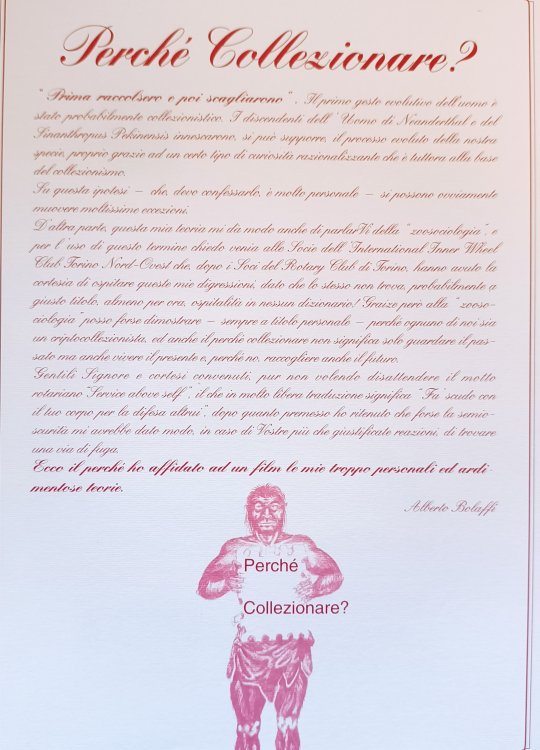 Perché Collezionare?
"Prima raccolsero e poi scagliarono". Il primo gesto evolutivo dell'uomo è
stato probabilmente collezionistico. I discendenti dell'Uomo di Neanderthal e del
Sinanthropus Pekinensis innescarono, si può supporre, il processo evoluto della nostra
specie, proprio grazie ad un certo tipo di curiosità razionalizzante che è tuttora alla base
del collezionismo.
Su questa ipotesi – che, devo confessarlo, è molto personale – si possono ovviamente
muovere moltissime eccezioni.
D'altra parte, questa mia teoria mi dà modo anche di parlarVi della "zoosociologia", e
per l'uso di questo termine chiedo venia alle Socie dell'International Inner Wheel
Club Torino Nord-Ovest che, dopo i Soci del Rotary Club di Torino, hanno avuto la
cortesia di ospitare queste mie digressioni, dato che lo stesso non trova, probabilmente a
giusto titolo, almeno per ora, ospitalità in nessun dizionario! Graize però alla "zooso-
ciologia" posso forse dimostrare – sempre a titolo personale – perché ognuno di noi sia
un criptocollezionista, ed anche il perché collezionare non significa solo guardare il pas-
sato ma anche vivere il presente e, perché no, raccogliere anche il futuro.
Gentili Signore e cortesi convenuti, pur non volendo disattendere il motto
rotariano "Service above self", il che in molto libera traduzione significa "Fa' scudo con
il tuo corpo per la difesa altrui", dopo quanto premesso ho ritenuto che forse la semio-
scurità mi avrebbe dato modo, in caso di Vostre più che giustificate reazioni, di trovare
una via di fuga.
Ecco il perché ho affidato ad un film le mie troppo personali ed ardi-
mentose teorie.
Alberto Bolaffi
Perché
Collezionare?